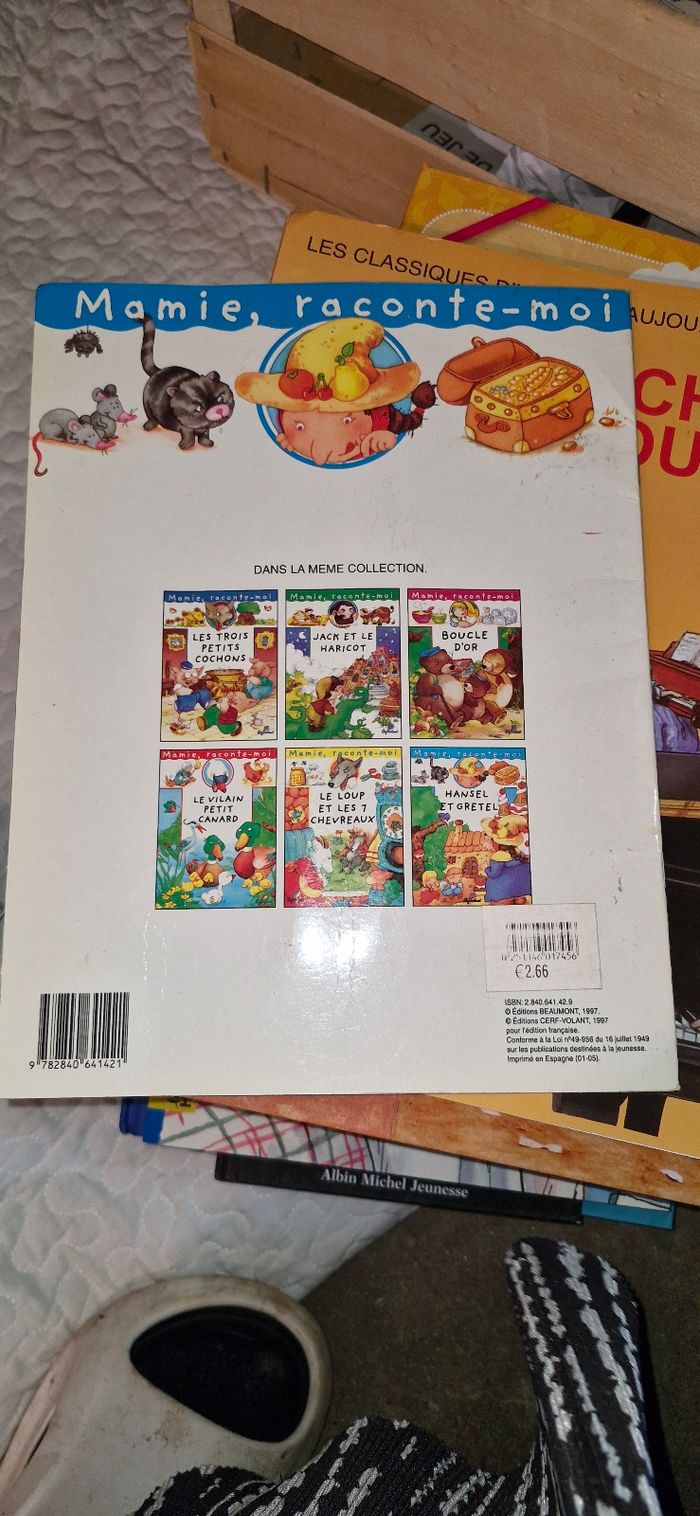 DE JEU
LES CLASSIQUES
AUJOU
CH
OU
Mamie, raconte-moi
DANS LA MEME COLLECTION.
Mamie, raconte-moi
LES TROIS
PETITS
COCHONS
Mamie, raconte-moi
JACK ET LE
HARICOT
Mamie, raconte-moi
BOUCLE
D'OR
Mamie, raconte-moi
LE VILAIN
PETIT
CANARD
Mamie, raconte-moi
LE LOUP
ET LES 7
CHEVREAUX
Mamie, raconte-moi
HANSEL
ET GRETEL
€2.66
9 782840 641421
ISBN: 2.840.641.42.9
© Éditions BEAUMONT, 1997.
© Éditions CERF-VOLANT, 1997
pour l'édition française.
Conforme à la Loi n°49-956 du 16 juillet 1949
sur les publications destinées à la jeunesse.
Imprimé en Espagne (01-05).
Albin Michel Jeunesse